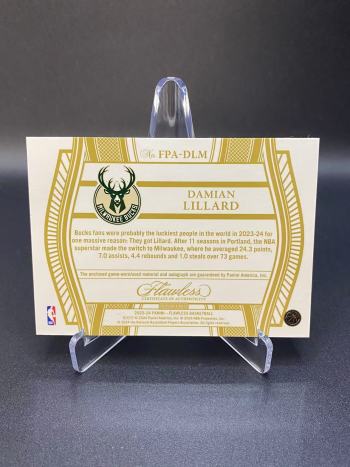 No. FPA-DLM
MILWAUKEE BUCKS
DAMIAN
LILLARD
Bucks fans were probably the luckiest people in the world in 2023-24 for
one massive reason: They got Lillard. After 11 seasons in Portland, the NBA
superstar made the switch to Milwaukee, where he averaged 24.3 points,
7.0 assists, 4.4 rebounds and 1.0 steals over 73 games.
The enclosed game-worn/used material and autograph are guaranteed by Panini America, Inc.
Flawless
CERTIFICATE OF AUTHENTICITY
2023-24 PANINI - FLAWLESS BASKETBALL